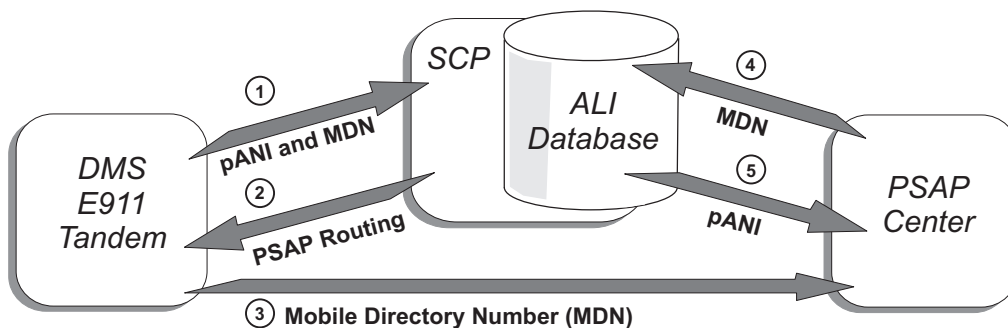 SCP
ALI
Database
DMS
E911
Tandem
PSAP
Center
1
pANI and MDN
2
PSAP Routing
3 Mobile Directory Number (MDN)
4
MDN
5
pANI